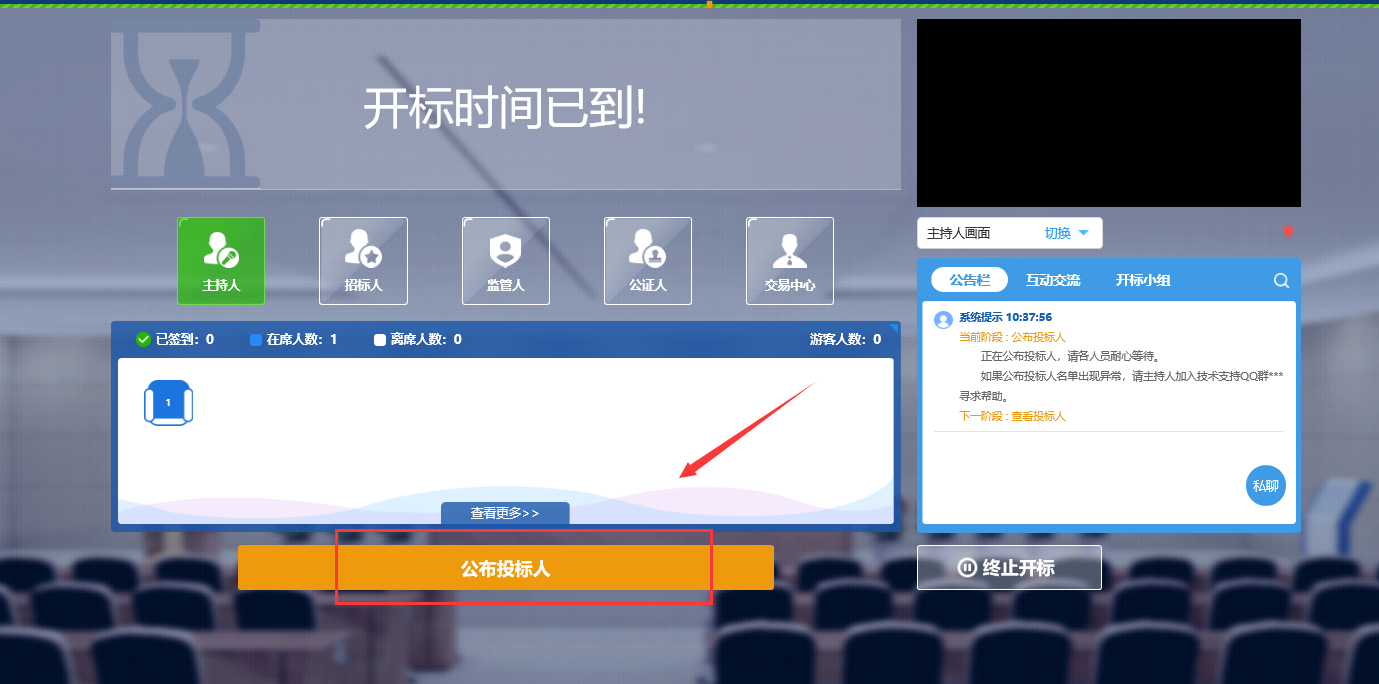 开标时间已到!
主持人
招标人
监管人
公证人
交易中心
已签到: 0
在席人数: 1
离席人数: 0
游客人数: 0
1
查看更多>>
公布投标人
主持人画面
切换
公告栏
互动交流
开标小组
系统提示 10:37:56
当前阶段 : 公布投标人
正在公布投标人，请各人员耐心等待。
如果公布投标人名单出现异常，请主持人加入技术支持QQ群***
寻求帮助。
下一阶段 : 查看投标人
私聊
终止开标